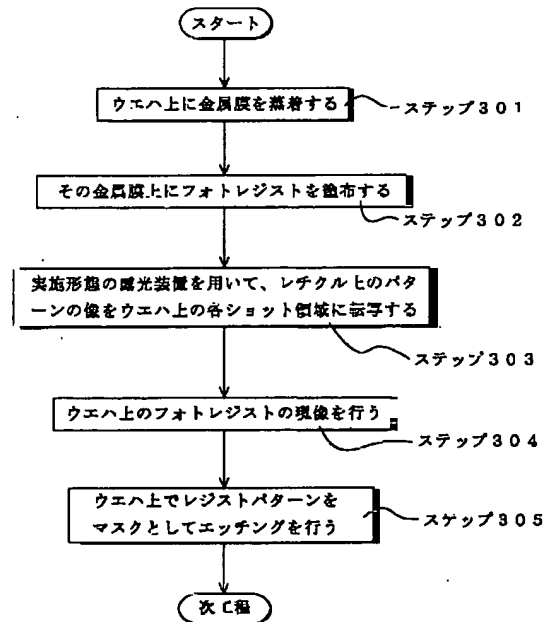 スタート
ウエハ上に金属膜を蒸着する
ステップ301
その金属膜上にフォトレジストを塗布する
ステップ302
実施形態の露光装置を用いて、レチクル上のパタ
ーンの像をウエハ上の各ショット領域に転写する
ステップ303
ウエハ上のフォトレジストの現像を行う
ステップ304
ウエハ上でレジストパターンを
マスクとしてエッチングを行う
ステップ305
次工程